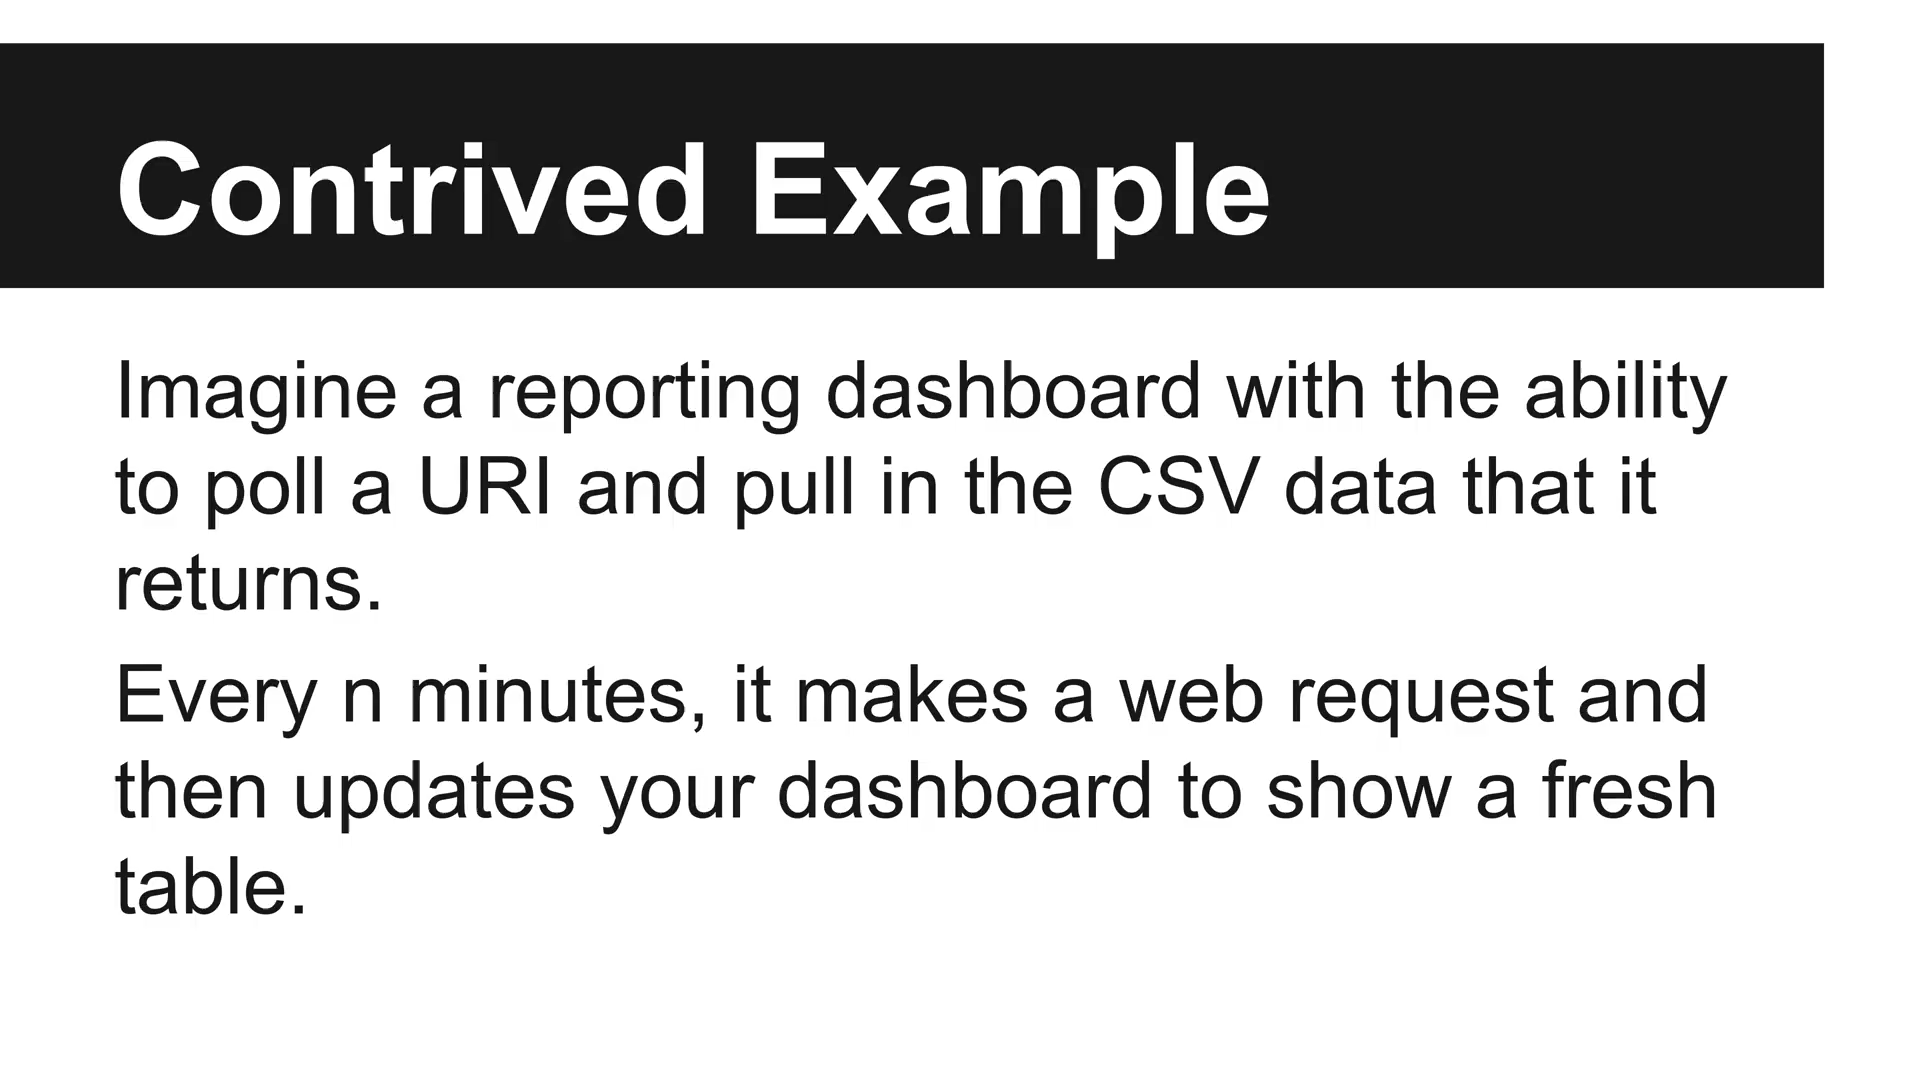 Contrived Example
Imagine a reporting dashboard with the ability
to poll a URI and pull in the CSV data that it
returns.
Every n minutes, it makes a web request and
then updates your dashboard to show a fresh
table.